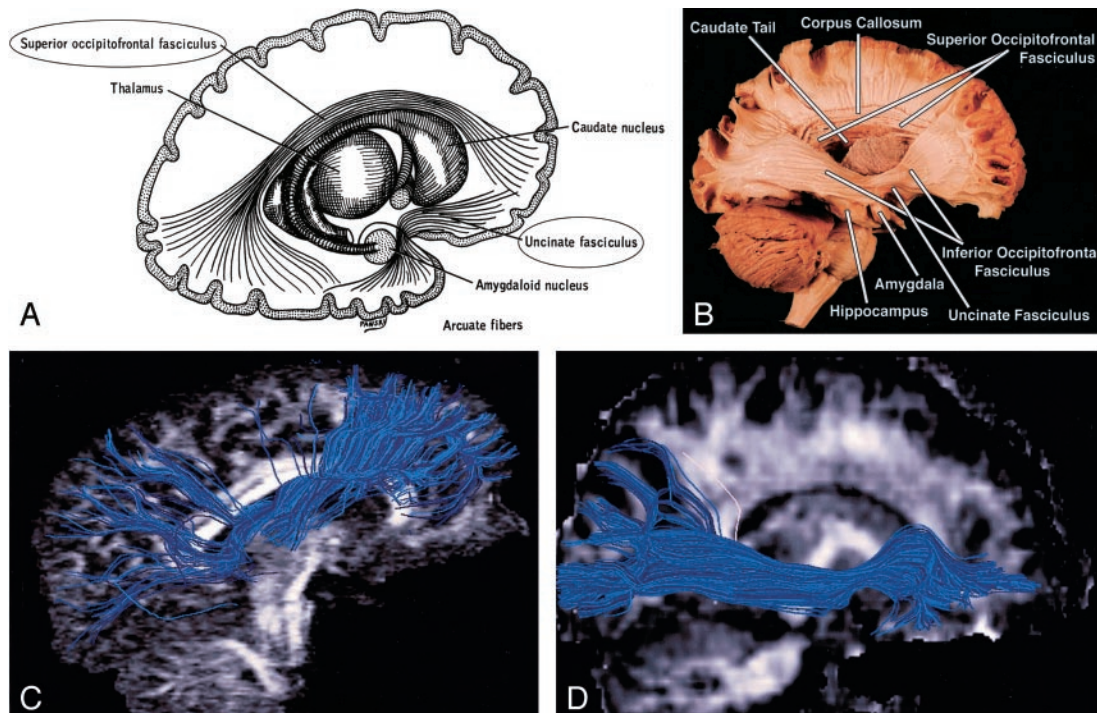 Superior occipitofrontal fasciculus
Thalamus
Caudate nucleus
Uncinate fasciculus
Amygdaloid nucleus
Arcuate fibers
A
Caudate Tail
Corpus Callosum
Superior Occipitofrontal
Fasciculus
Inferior Occipitofrontal
Fasciculus
Amygdala
Hippocampus
Uncinate Fasciculus
B
C
D